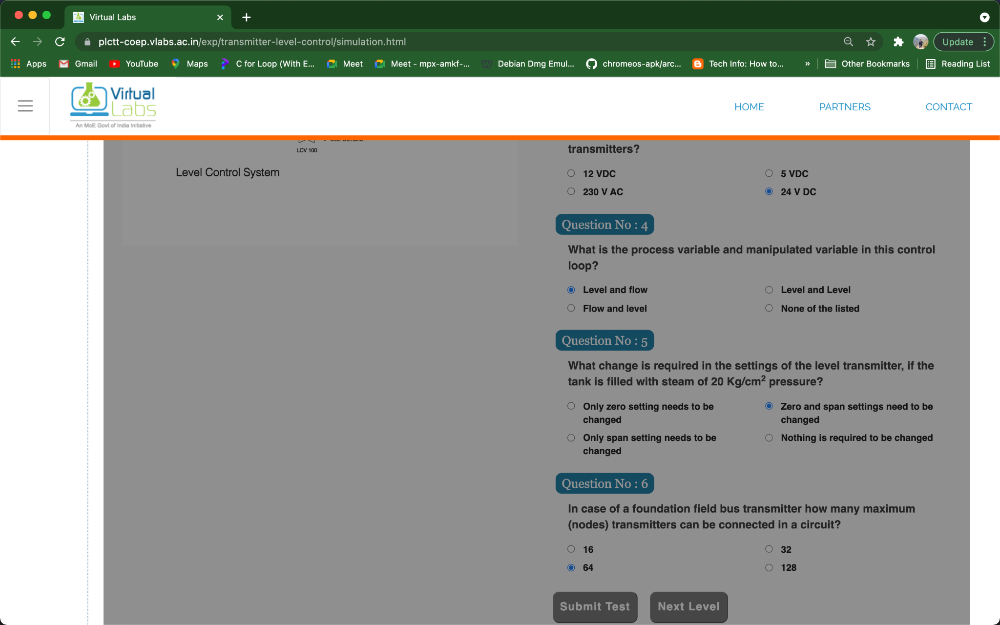 Virtual Labs
plctt-coep.vlabs.ac.in/exp/transmitter-level-control/simulation.html
Update
Apps Gmail YouTube Maps C for Loop (With E... Meet Meet - mpx-amkf-... Debian Dmg Emul... chromeos-apk/arc... Tech Info: How to... » Other Bookmarks Reading List
Virtual
Labs
An MoE Govt of India Initiative
HOME PARTNERS CONTACT
LCV 100
Level Control System
transmitters?
12 VDC 5 VDC
230 V AC 24 V DC
Question No : 4
What is the process variable and manipulated variable in this control
loop?
Level and flow Level and Level
Flow and level None of the listed
Question No : 5
What change is required in the settings of the level transmitter, if the
tank is filled with steam of 20 Kg/cm² pressure?
Only zero setting needs to be
changed
Zero and span settings need to be
changed
Only span setting needs to be
changed
Nothing is required to be changed
Question No : 6
In case of a foundation field bus transmitter how many maximum
(nodes) transmitters can be connected in a circuit?
16 32
64 128
Submit Test Next Level